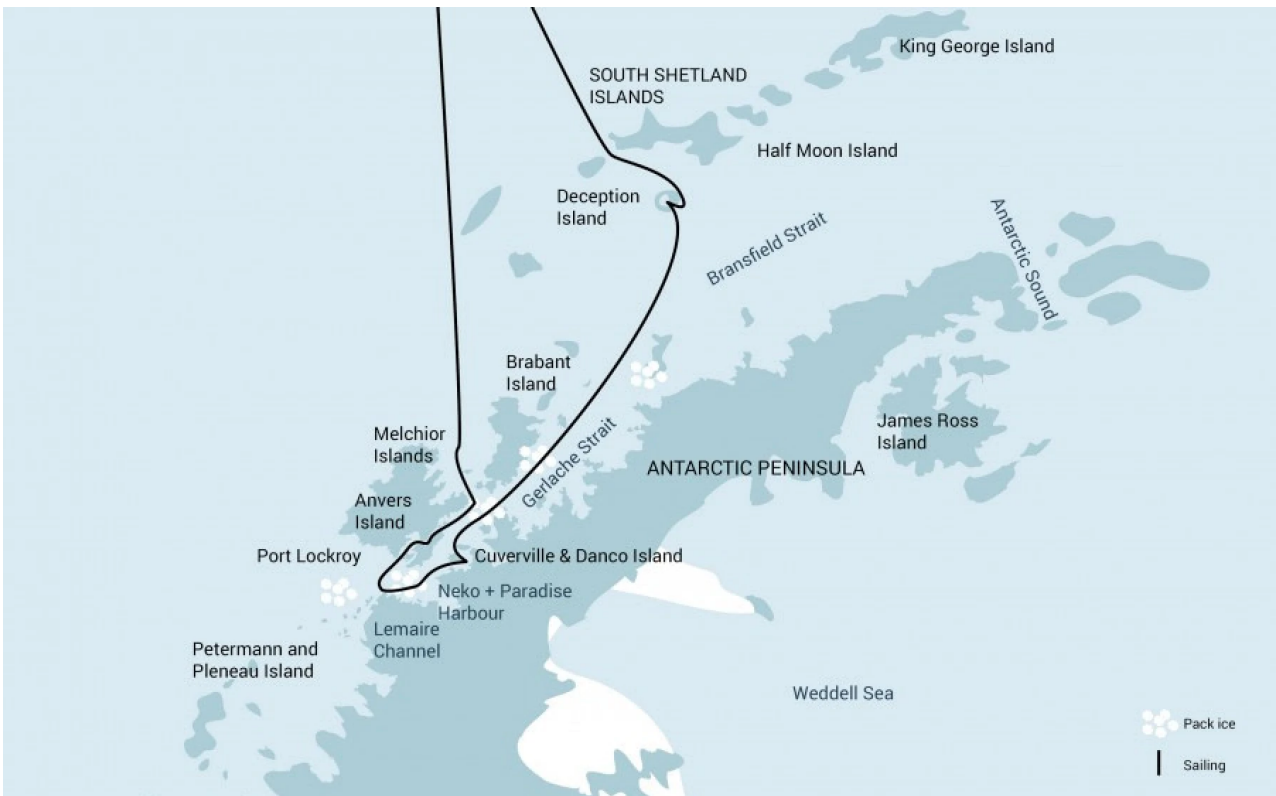 King George Island
SOUTH SHETLAND
ISLANDS
Half Moon Island
Deception
Island
Bransfield Strait
Antarctic Sound
Brabant
Island
Melchior
Islands
Gerlache Strait
James Ross
Island
ANTARCTIC PENINSULA
Anvers
Island
Port Lockroy
Cuverville & Danco Island
Neko + Paradise
Harbour
Lemaire
Channel
Petermann and
Pleneau Island
Weddell Sea
Pack ice
Sailing